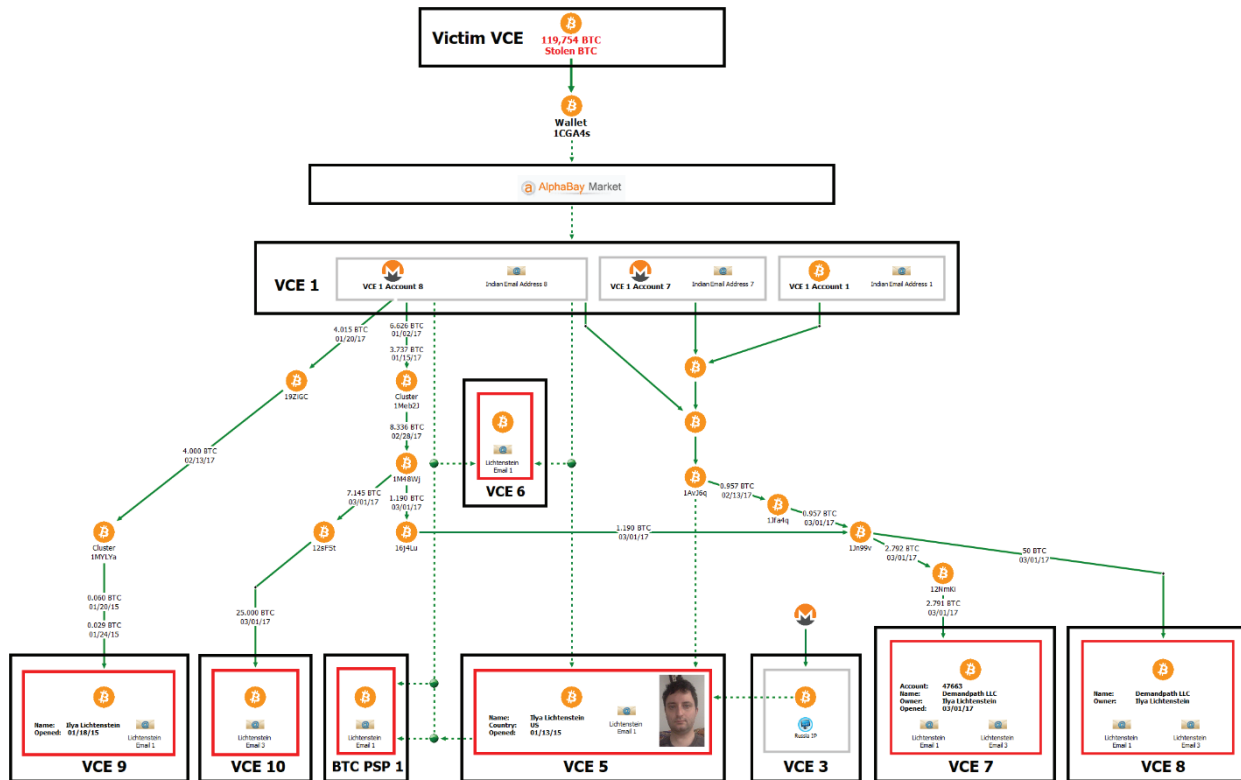 Victim VCE
119,754 BTC
Stolen BTC
Wallet
1CGA4s
AlphaBay Market
VCE 1
VCE 1 Account 8
Indian Email Address 8
VCE 1 Account 7
Indian Email Address 7
VCE 1 Account 1
Indian Email Address 1
4.015 BTC
01/20/17
6.626 BTC
01/02/17
3.737 BTC
01/15/17
19ZiGC
Cluster
1Meb2J
8.336 BTC
02/28/17
4.000 BTC
02/13/17
1M48Wj
7.145 BTC
03/01/17
1.190 BTC
03/01/17
Lichtenstein
Email 1
VCE 6
1AvJ6q
0.957 BTC
02/13/17
0.957 BTC
03/01/17
Cluster
1MYLYa
12sF5t
16j4Lu
1.190 BTC
03/01/17
1Jn99v
2.792 BTC
03/01/17
50 BTC
03/01/17
12NmKi
2.791 BTC
03/01/17
0.060 BTC
01/20/15
0.029 BTC
01/24/15
25.000 BTC
03/01/17
Name: Ilya Lichtenstein
Opened: 01/18/15
Lichtenstein
Email 1
VCE 9
Lichtenstein
Email 3
VCE 10
Lichtenstein
Email 1
BTC PSP 1
Name: Ilya Lichtenstein
Country: US
Opened: 01/13/15
Lichtenstein
Email 1
VCE 5
Russia IP
VCE 3
Account: 47663
Name: Demandpath LLC
Owner: Ilya Lichtenstein
Opened: 03/01/17
Lichtenstein
Email 1
Lichtenstein
Email 3
VCE 7
Name: Demandpath LLC
Owner: Ilya Lichtenstein
Lichtenstein
Email 1
Lichtenstein
Email 3
VCE 8